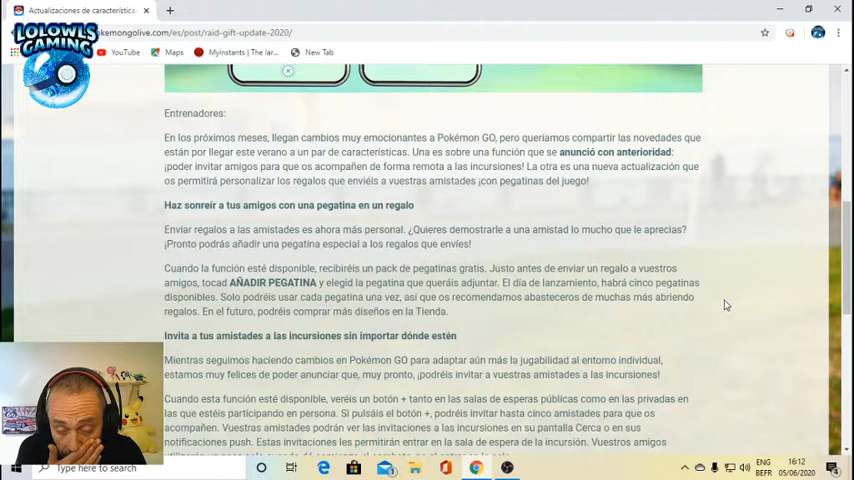 Actualizaciones de característica
okemongolive.com/es/post/raid-gift-update-2020/
LOLOWLS
GAMING
YouTube
Maps
Myinstants | The lar...
New Tab
Entrenadores:
En los próximos meses, llegan cambios muy emocionantes a Pokémon GO, pero queríamos compartir las novedades que
están por llegar este verano a un par de características. Una es sobre una función que se anunció con anterioridad:
¡poder invitar amigos para que os acompañen de forma remota a las incursiones! La otra es una nueva actualización que
os permitirá personalizar los regalos que enviéis a vuestras amistades ¡con pegatinas del juego!
Haz sonreír a tus amigos con una pegatina en un regalo
Enviar regalos a las amistades es ahora más personal. ¿Quieres demostrarle a una amistad lo mucho que le aprecias?
¡Pronto podrás añadir una pegatina especial a los regalos que envíes!
Cuando la función esté disponible, recibiréis un pack de pegatinas gratis. Justo antes de enviar un regalo a vuestros
amigos, tocad AÑADIR PEGATINA y elegid la pegatina que queráis adjuntar. El día de lanzamiento, habrá cinco pegatinas
disponibles. Solo podréis usar cada pegatina una vez, así que os recomendamos abasteceros de muchas más abriendo
regalos. En el futuro, podréis comprar más diseños en la Tienda.
Invita a tus amistades a las incursiones sin importar dónde estén
Mientras seguimos haciendo cambios en Pokémon GO para adaptar aún más la jugabilidad al entorno individual,
estamos muy felices de poder anunciar que, muy pronto, ¡podréis invitar a vuestras amistades a las incursiones!
Cuando esta función esté disponible, veréis un botón + tanto en las salas de esperas públicas como en las privadas en
las que estéis participando en persona. Si pulsáis el botón +, podréis invitar hasta cinco amistades para que os
acompañen. Vuestras amistades podrán ver las invitaciones a las incursiones en su pantalla Cerca o en sus
notificaciones push. Estas invitaciones les permitirán entrar en la sala de espera de la incursión. Vuestros amigos
Type here to search
ENG
BEFR
16:12
05/06/2020